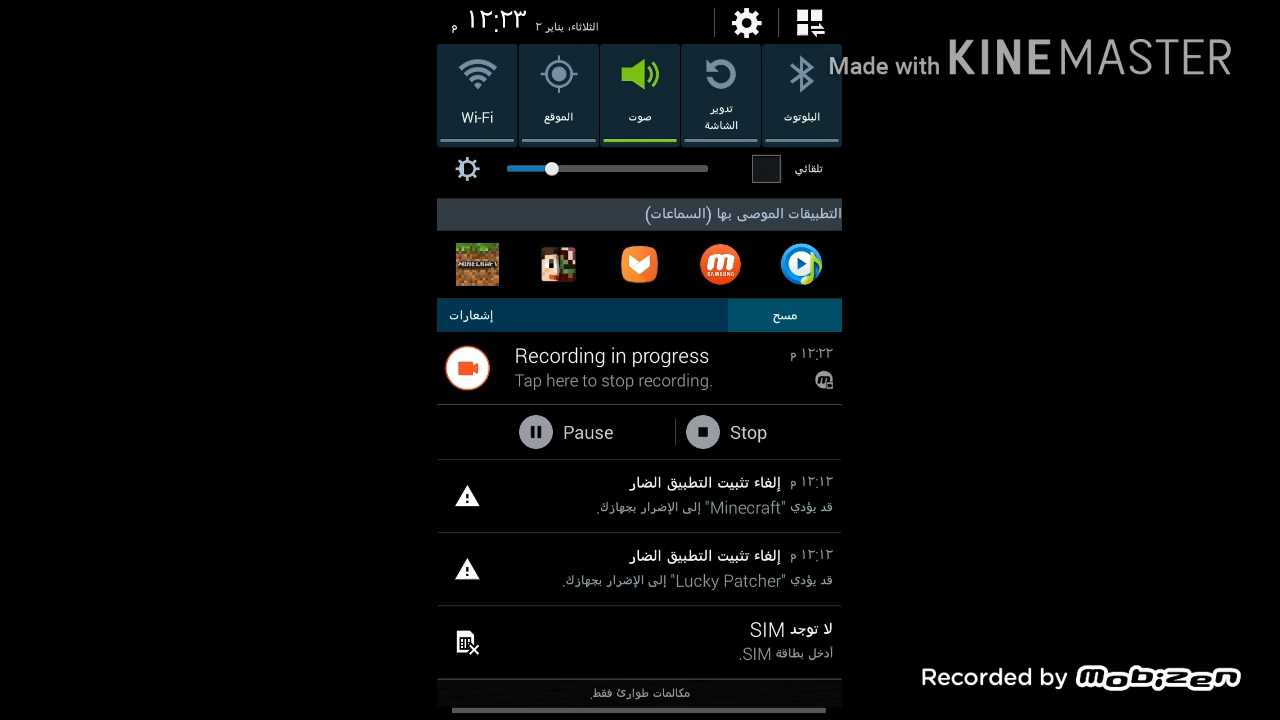 ١٢:٢٣ م
الثلاثاء، يناير ٢
Made with KINEMASTER
Wi-Fi
الموقع
صوت
تدوير
الشاشة
البلوتوث
تلقائي
التطبيقات الموصى بها (السماعات)
MINECRAFT
m
SAMSUNG
إشعارات
مسح
Recording in progress
١٢:٢٢ م
Tap here to stop recording.
Pause
Stop
إلغاء تثبيت التطبيق الضار
١٢:١٢ م
قد يؤدي "Minecraft" إلى الإضرار بجهازك.
إلغاء تثبيت التطبيق الضار
١٢:١٢ م
قد يؤدي "Lucky Patcher" إلى الإضرار بجهازك.
لا توجد SIM
أدخل بطاقة SIM.
مكالمات طوارئ فقط.
Recorded by mobizen